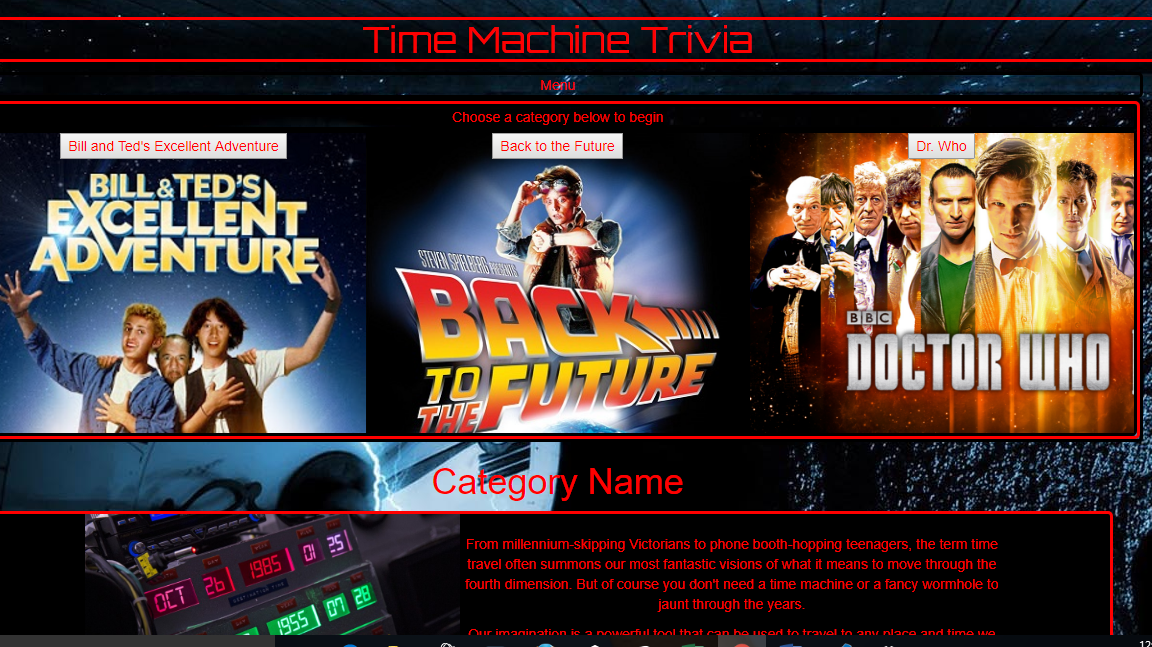 Time Machine Trivia
Menu
Choose a category below to begin
Bill and Ted's Excellent Adventure
Back to the Future
Dr. Who
BILL & TED'S
EXCELLENT
ADVENTURE
STEVEN SPIELBERG PRESENTS
BACK
TO
THE FUTURE
BBC
DOCTOR WHO
Category Name
OCT 26 1985 01 25
DESTINATION TIME
1955 07 28
From millennium-skipping Victorians to phone booth-hopping teenagers, the term time
travel often summons our most fantastic visions of what it means to move through the
fourth dimension. But of course you don't need a time machine or a fancy wormhole to
jaunt through the years.
Our imagination is a powerful tool that can be used to travel to any place and time we